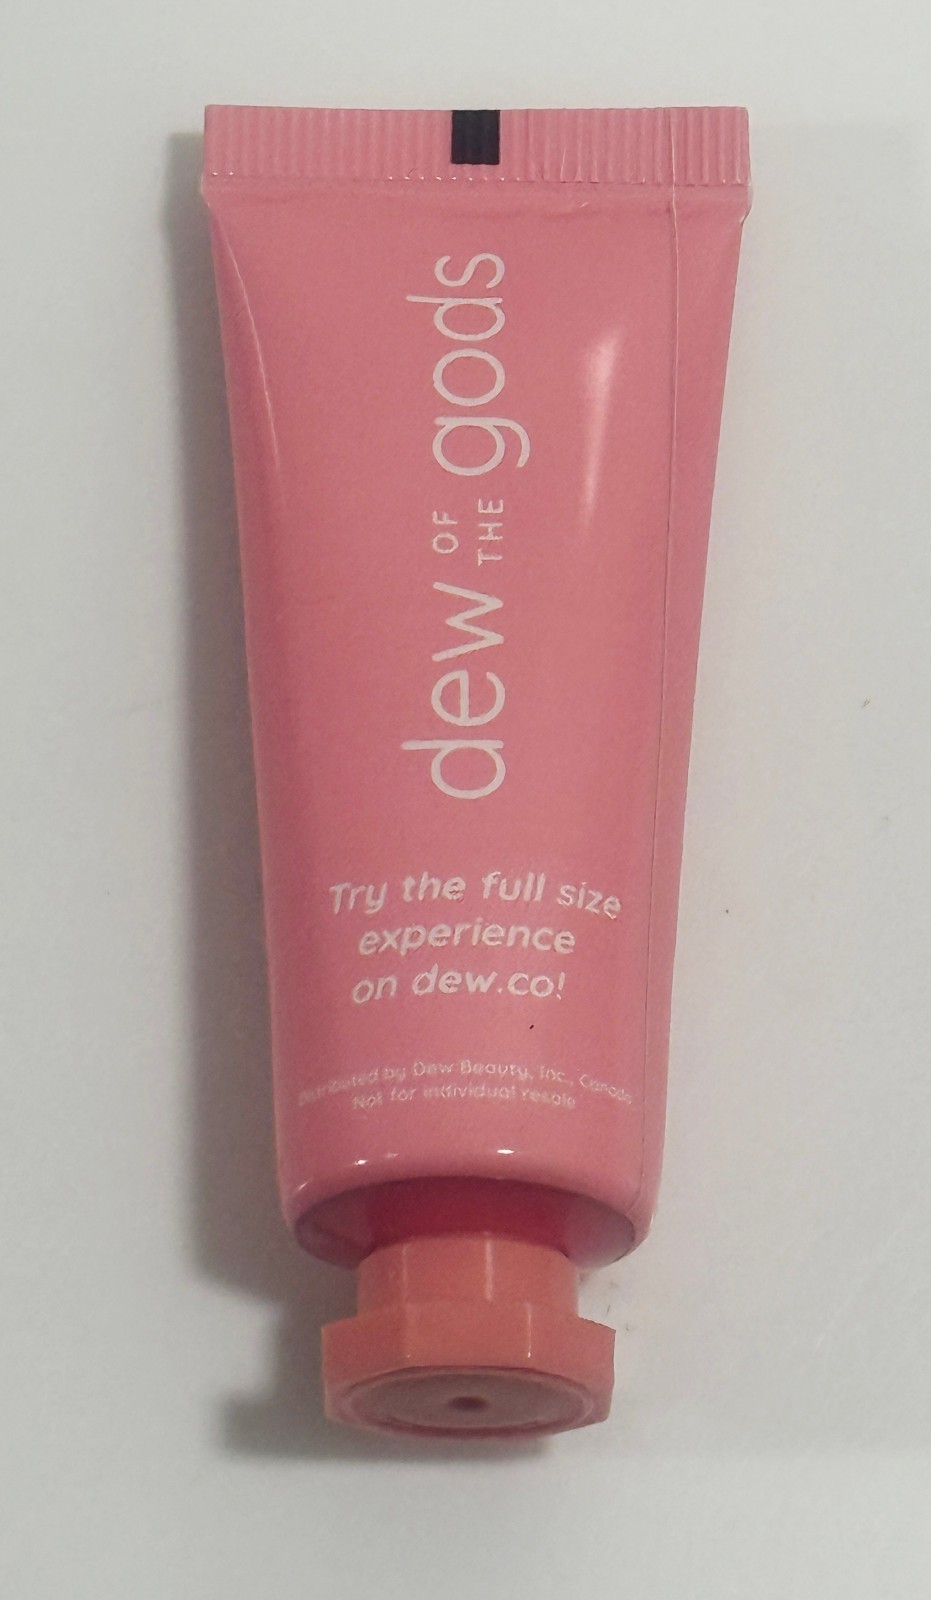 dew OF THE gods
Try the full size
experience
on dew.co!
Distributed by Dew Beauty, Inc., Canada
Not for individual resale